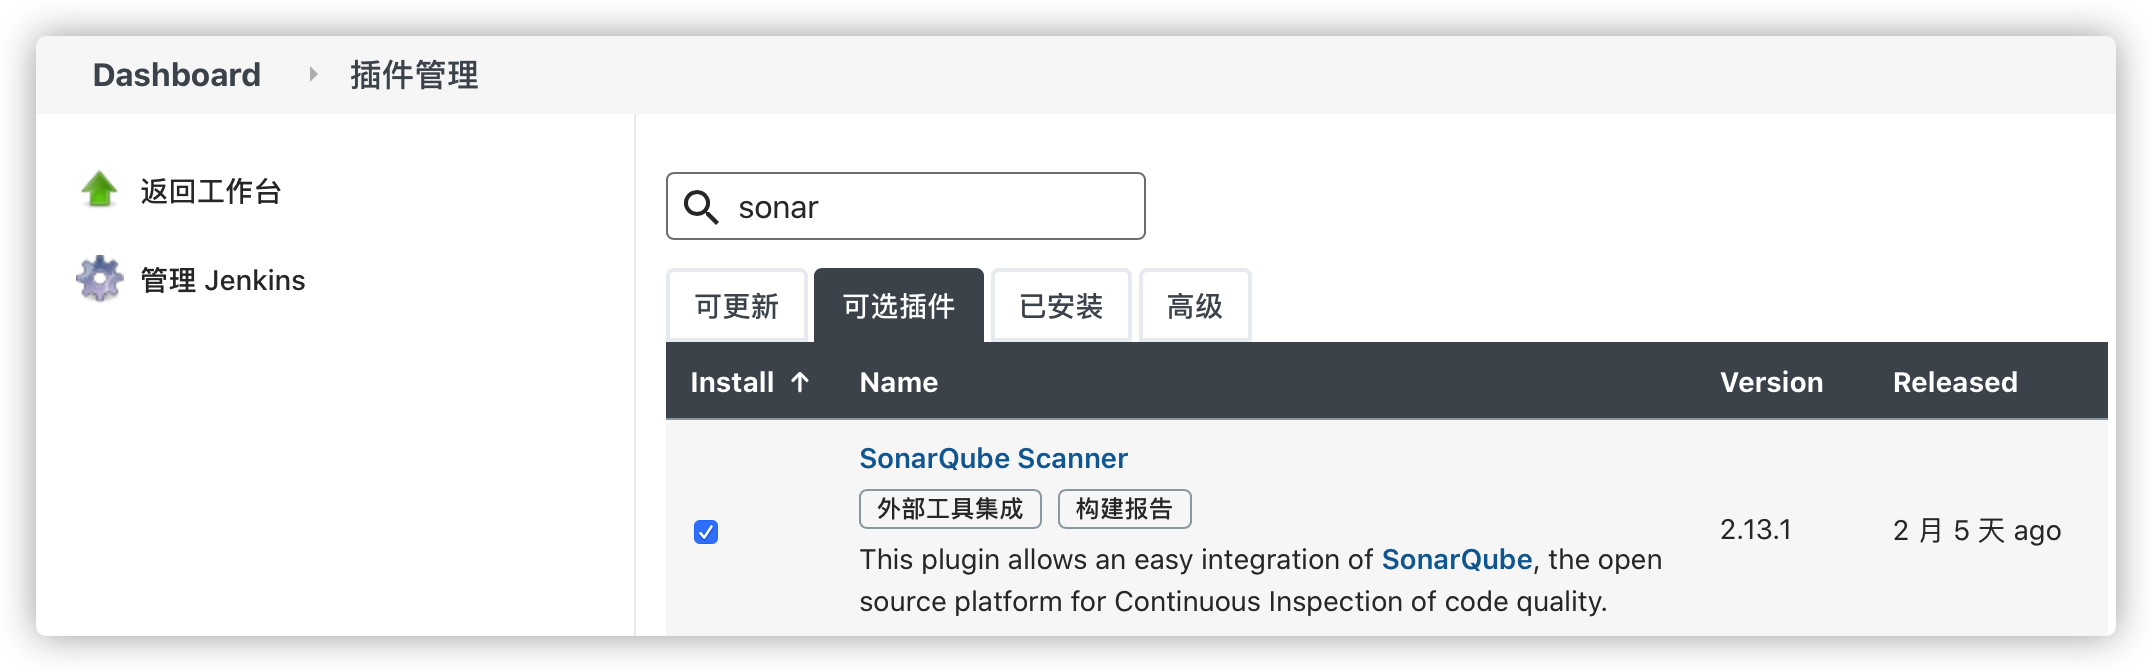 Dashboard 插件管理
返回工作台
管理 Jenkins
sonar
可更新 可选插件 已安装 高级
Install ↑ Name Version Released
SonarQube Scanner
外部工具集成 构建报告
This plugin allows an easy integration of SonarQube, the open
source platform for Continuous Inspection of code quality.
2.13.1
2 月 5 天 ago